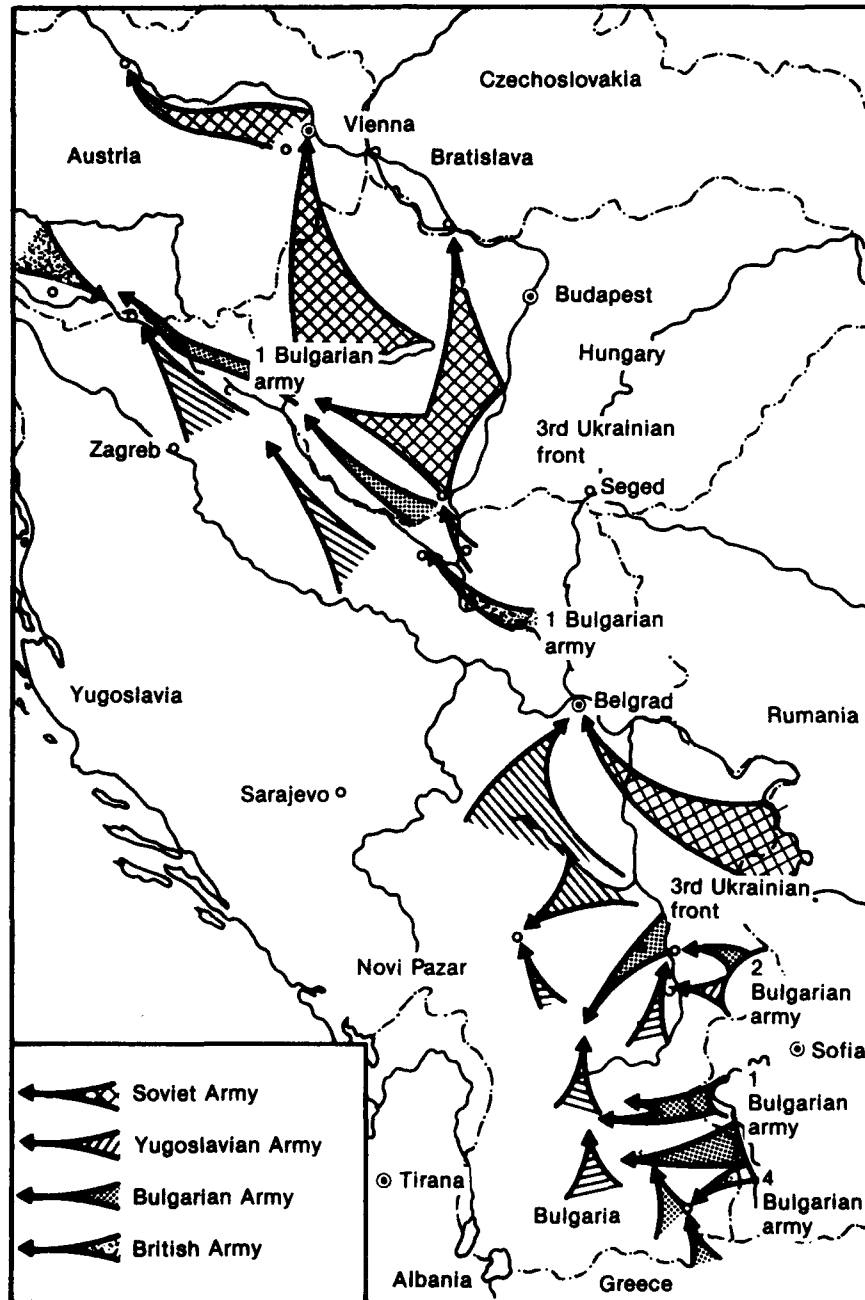 Czechoslovakia
Vienna
Austria
Bratislava
Budapest
1 Bulgarian
army
Hungary
3rd Ukrainian
front
Zagreb
Seged
1 Bulgarian
army
Yugoslavia
Belgrad
Rumania
Sarajevo
3rd Ukrainian
front
Novi Pazar
2
Bulgarian
army
Sofia
1
Bulgarian
army
Soviet Army
Yugoslavian Army
Bulgarian Army
British Army
Tirana
4
Bulgarian
army
Bulgaria
Albania
Greece